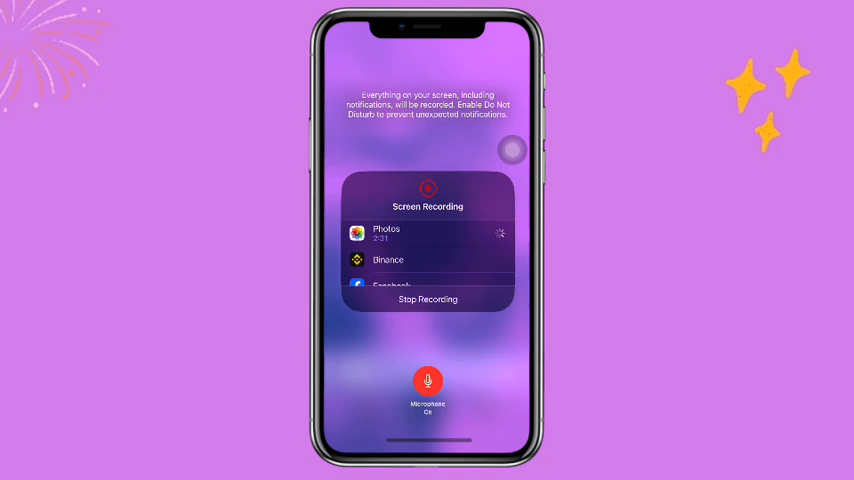 Everything on your screen, including
notifications, will be recorded. Enable Do Not
Disturb to prevent unexpected notifications.
Screen Recording
Photos
2:31
Binance
Facebook
Stop Recording
Microphone
On